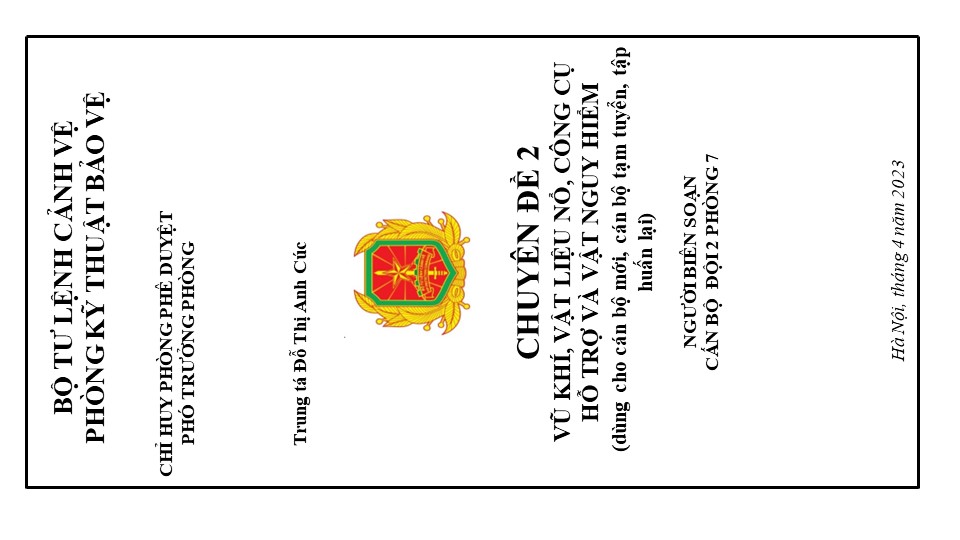 BỘ TƯ LỆNH CẢNH VỆ
PHÒNG KỸ THUẬT BẢO VỆ
CHỈ HUY PHÒNG PHÊ DUYỆT
PHÓ TRƯỞNG PHÒNG
Trung tá Đỗ Thị Anh Cúc
CHUYÊN ĐỀ 2
VŨ KHÍ, VẬT LIỆU NỔ, CÔNG CỤ
HỖ TRỢ VÀ VẬT NGUY HIỂM
(dùng cho cán bộ mới, cán bộ tạm tuyển, tập
huấn lại)
NGƯỜI BIÊN SOẠN
CÁN BỘ ĐỘI 2 PHÒNG 7
Hà Nội, tháng 4 năm 2023